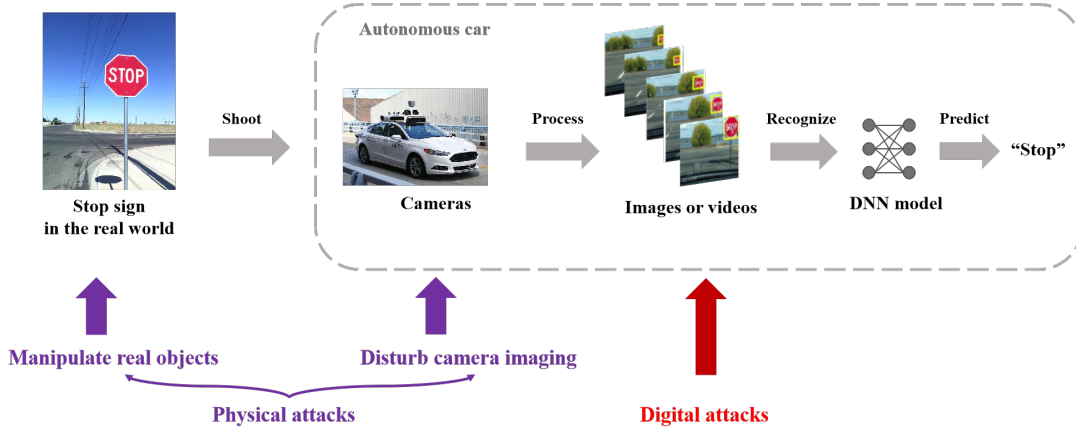 Autonomous car
STOP
Shoot
Process
Recognize
Predict
"Stop"
Stop sign
in the real world
Cameras
Images or videos
DNN model
Manipulate real objects
Disturb camera imaging
Physical attacks
Digital attacks